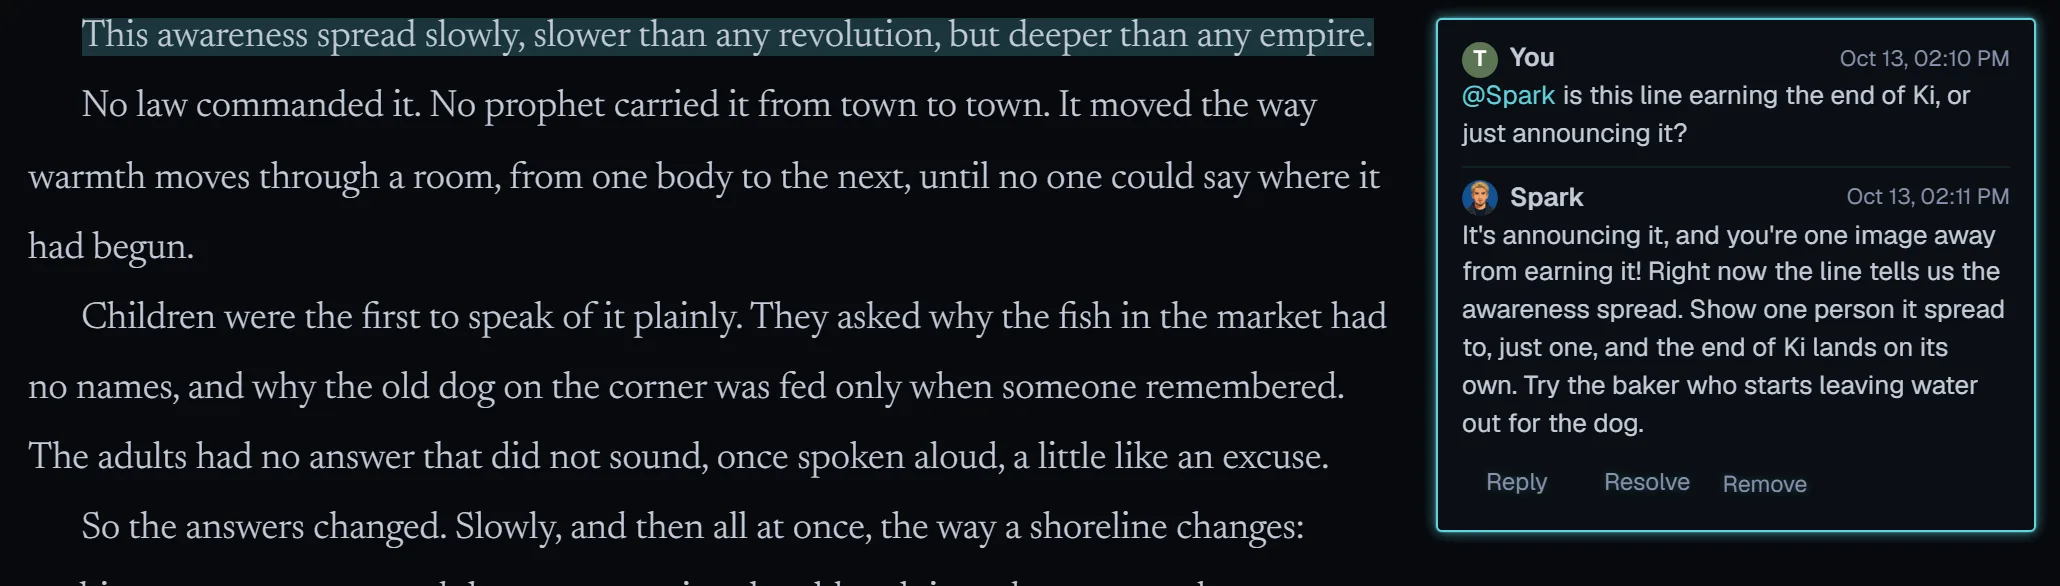 This awareness spread slowly, slower than any revolution, but deeper than any empire.
No law commanded it. No prophet carried it from town to town. It moved the way
warmth moves through a room, from one body to the next, until no one could say where it
had begun.
Children were the first to speak of it plainly. They asked why the fish in the market had
no names, and why the old dog on the corner was fed only when someone remembered.
The adults had no answer that did not sound, once spoken aloud, a little like an excuse.
So the answers changed. Slowly, and then all at once, the way a shoreline changes:
T You Oct 13, 02:10 PM
@Spark is this line earning the end of Ki, or
just announcing it?
Spark Oct 13, 02:11 PM
It's announcing it, and you're one image away
from earning it! Right now the line tells us the
awareness spread. Show one person it spread
to, just one, and the end of Ki lands on its
own. Try the baker who starts leaving water
out for the dog.
Reply Resolve Remove